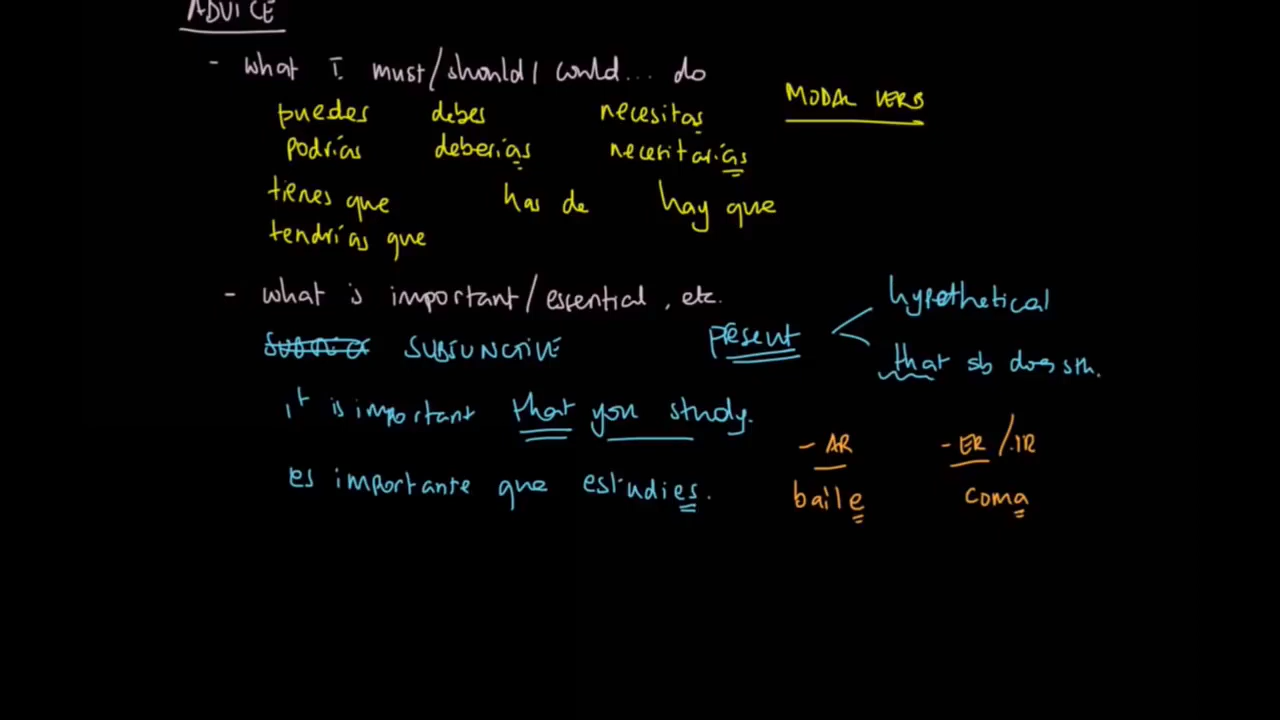 ADVICE
- what I must/should/could... do
MODAL VERB
puedes debes necesitas
podrías deberías necesitarías
tienes que has de hay que
tendrías que
- what is important/essential, etc.
SUBJUNCTIVE present hypothetical
that sb does sth.
it is important that you study.
-AR -ER/.IR
es importante que estudies.
baile coma